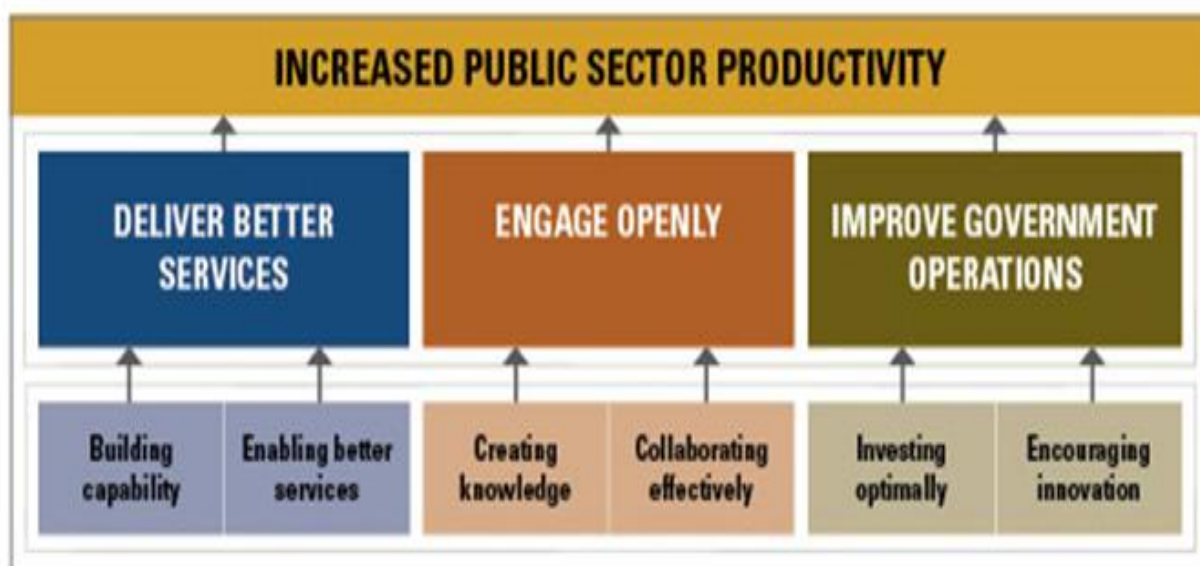 INCREASED PUBLIC SECTOR PRODUCTIVITY
DELIVER BETTER
SERVICES
ENGAGE OPENLY
IMPROVE GOVERNMENT
OPERATIONS
Building
capability
Enabling better
services
Creating
knowledge
Collaborating
effectively
Investing
optimally
Encouraging
innovation